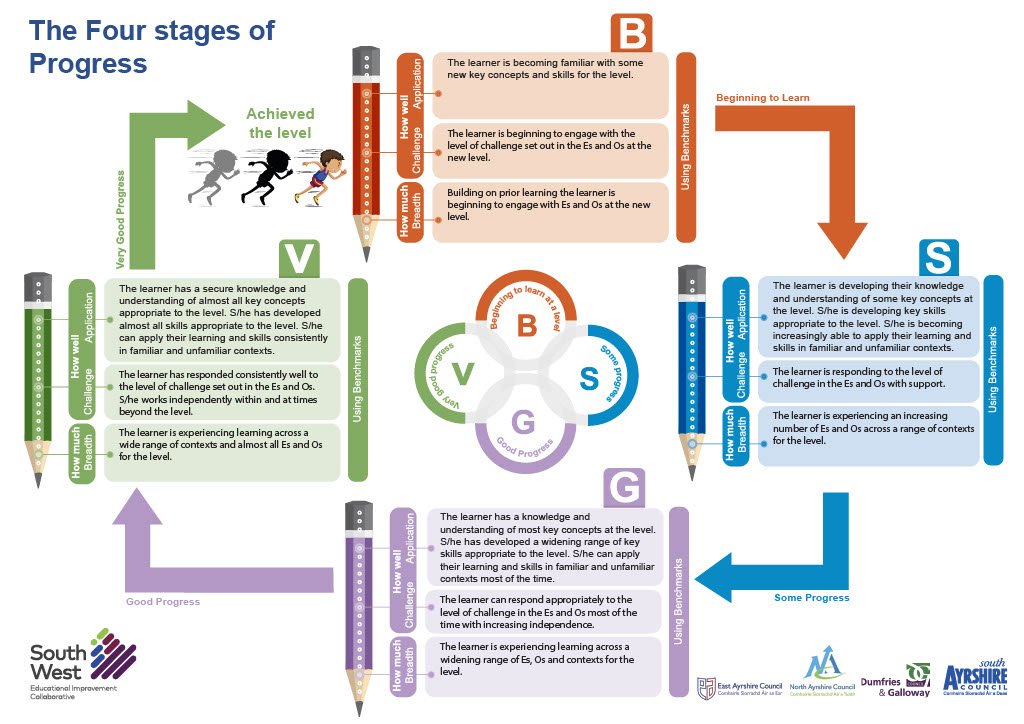 The Four stages of
Progress
B
How well
Application
Challenge
How much
Breadth
The learner is becoming familiar with some
new key concepts and skills for the level.
The learner is beginning to engage with the
level of challenge set out in the Es and Os at the
new level.
Building on prior learning the learner is
beginning to engage with Es and Os at the new
level.
Using Benchmarks
Beginning to Learn
Achieved
the level
Very Good Progress
V
How well
Application
Challenge
How much
Breadth
The learner has a secure knowledge and
understanding of almost all key concepts
appropriate to the level. S/he has developed
almost all skills appropriate to the level. S/he
can apply their learning and skills consistently
in familiar and unfamiliar contexts.
The learner has responded consistently well to
the level of challenge set out in the Es and Os.
S/he works independently within and at times
beyond the level.
The learner is experiencing learning across a
wide range of contexts and almost all Es and Os
for the level.
Using Benchmarks
Beginning to learn at a level
B
Very good progress
V
Some progress
S
G
Good Progress
S
How well
Application
Challenge
How much
Breadth
The learner is developing their knowledge
and understanding of some key concepts at
the level. S/he is developing key skills
appropriate to the level. S/he is becoming
increasingly able to apply their learning and
skills in familiar and unfamiliar contexts.
The learner is responding to the level of
challenge in the Es and Os with support.
The learner is experiencing an increasing
number of Es and Os across a range of contexts
for the level.
Using Benchmarks
G
How well
Application
Challenge
How much
Breadth
The learner has a knowledge and
understanding of most key concepts at the level.
S/he has developed a widening range of key
skills appropriate to the level. S/he can apply
their learning and skills in familiar and unfamiliar
contexts most of the time.
The learner can respond appropriately to the
level of challenge in the Es and Os most of the
time with increasing independence.
The learner is experiencing learning across a
widening range of Es, Os and contexts for the
level.
Using Benchmarks
Good Progress
Some Progress
South
West
Educational Improvement
Collaborative
East Ayrshire Council
Comhairle Siorrachd Àir an Ear
North Ayrshire Council
Comhairle Siorrachd Àir a Tuath
Dumfries
& Galloway
south
AYRSHIRE
COUNCIL
Comhairle Siorrachd Àir a Deas